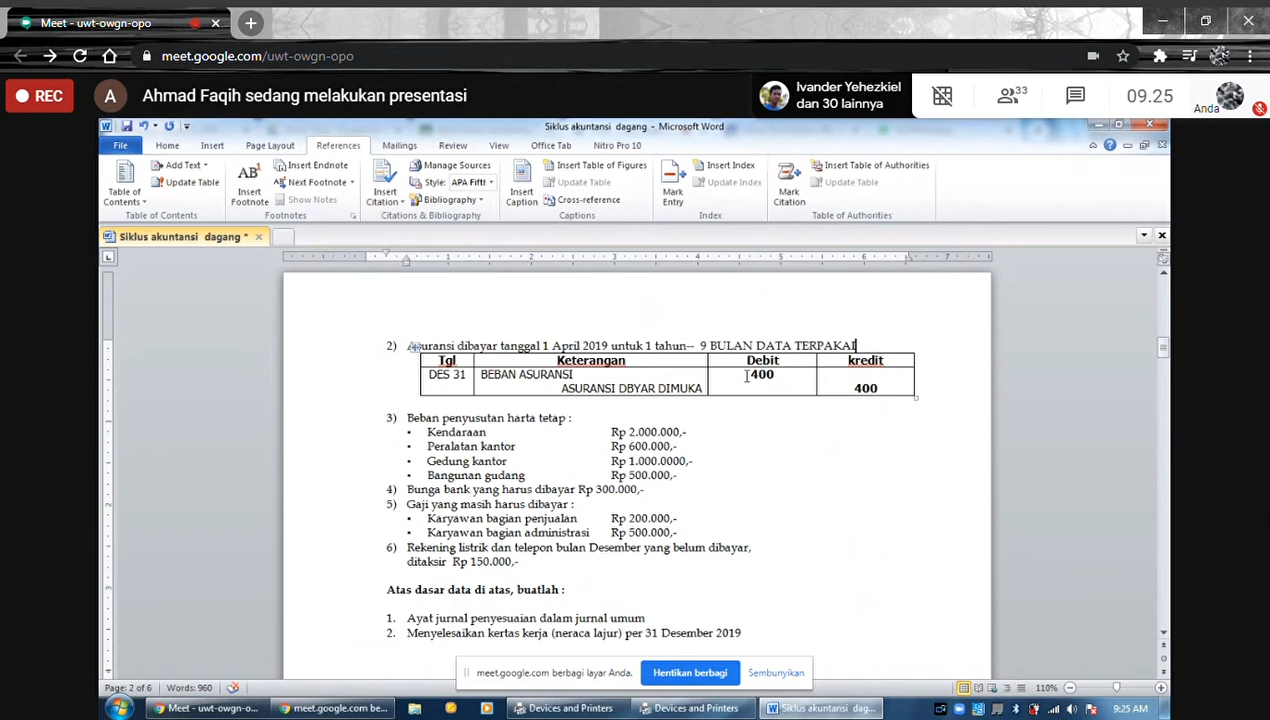 Meet - uwt-owgn-opo
meet.google.com/uwt-owgn-opo
REC
A
Ahmad Faqih sedang melakukan presentasi
Ivander Yehezkiel
dan 30 lainnya
33
09.25
Anda
Siklus akuntansi dagang - Microsoft Word
File Home Insert Page Layout References Mailings Review View Office Tab Nitro Pro 10
Table of Contents
Add Text
Update Table
Table of Contents
AB¹
Insert Footnote
Insert Endnote
Next Footnote
Show Notes
Footnotes
Insert Citation
Manage Sources
Style: APA Fifth
Bibliography
Citations & Bibliography
Insert Caption
Insert Table of Figures
Update Table
Cross-reference
Captions
Mark Entry
Insert Index
Update Index
Index
Mark Citation
Insert Table of Authorities
Update Table
Table of Authorities
Siklus akuntansi dagang *
1 2 3 4 5 6 7
2) Asuransi dibayar tanggal 1 April 2019 untuk 1 tahun-- 9 BULAN DATA TERPAKAI
Tgl Keterangan Debit kredit
DES 31 BEBAN ASURANSI 400
ASURANSI DBYAR DIMUKA 400
3) Beban penyusutan harta tetap :
• Kendaraan Rp 2.000.000,-
• Peralatan kantor Rp 600.000,-
• Gedung kantor Rp 1.000.0000,-
• Bangunan gudang Rp 500.000,-
4) Bunga bank yang harus dibayar Rp 300.000,-
5) Gaji yang masih harus dibayar :
• Karyawan bagian penjualan Rp 200.000,-
• Karyawan bagian administrasi Rp 500.000,-
6) Rekening listrik dan telepon bulan Desember yang belum dibayar,
ditaksir Rp 150.000,-
Atas dasar data di atas, buatlah :
1. Ayat jurnal penyesuaian dalam jurnal umum
2. Menyelesaikan kertas kerja (neraca lajur) per 31 Desember 2019
meet.google.com berbagi layar Anda. Hentikan berbagi Sembunyikan
Page: 2 of 6 Words: 960 110%
Meet - uwt-owgn-o... meet.google.com be... Devices and Printers Devices and Printers Siklus akuntansi dag... 9:25 AM